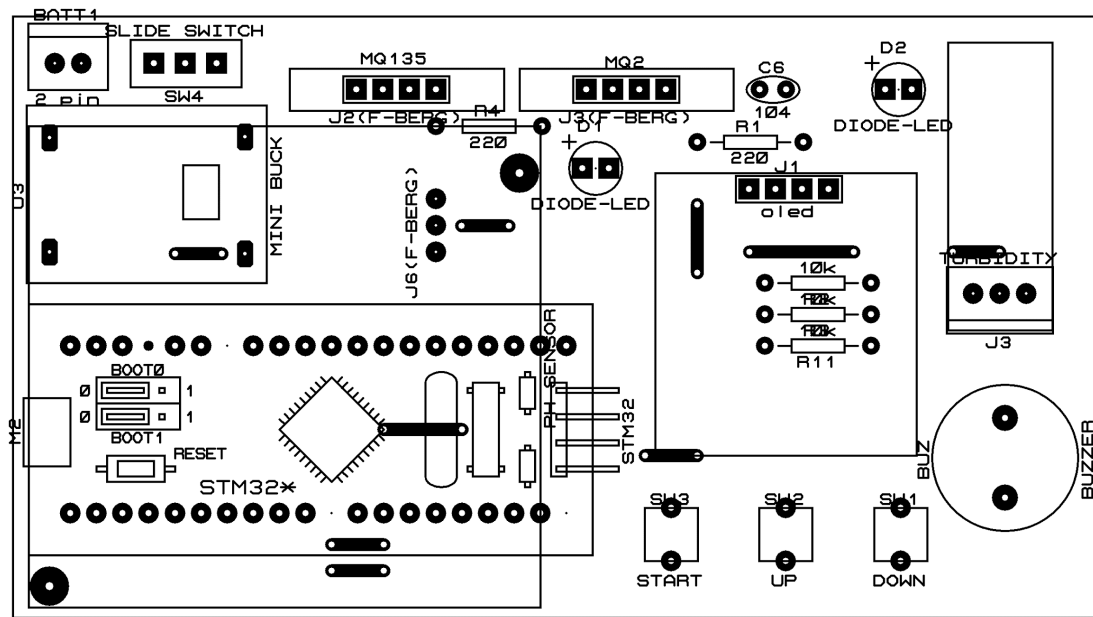 BATT1
SLIDE SWITCH
2 pin
SW4
MQ135
J2(F-BERG)
MQ2
J3(F-BERG)
C6
104
D2
DIODE-LED
R4
220
D1
DIODE-LED
R1
220
J1
oled
U3
MINI BUCK
J6(F-BERG)
10k
R11
TURBIDITY
J3
PH SENSOR
BOOT0
0
1
0
1
BOOT1
M2
RESET
STM32*
STM32
BUZ
BUZZER
SW3
SW2
SW1
START
UP
DOWN